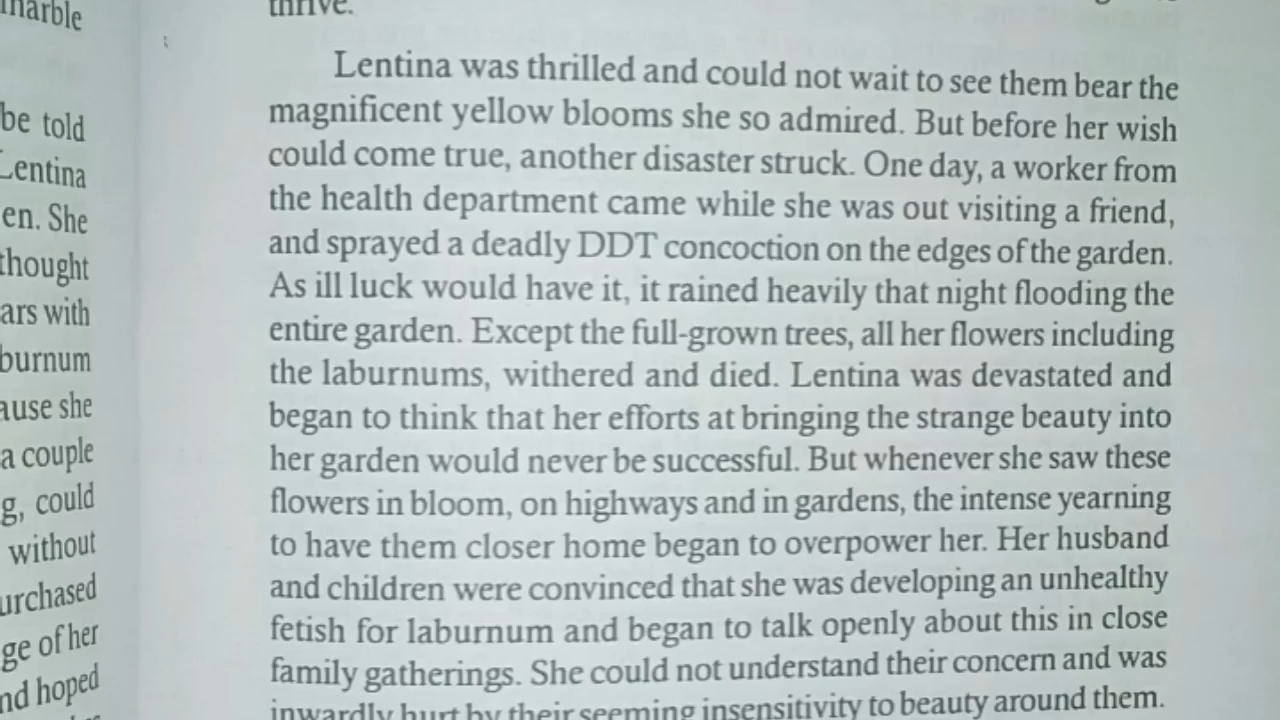 marble
be told
Lentina
en. She
thought
ars with
burnum
ause she
a couple
g, could
without
urchased
ge of her
nd hoped
thrive.
Lentina was thrilled and could not wait to see them bear the
magnificent yellow blooms she so admired. But before her wish
could come true, another disaster struck. One day, a worker from
the health department came while she was out visiting a friend,
and sprayed a deadly DDT concoction on the edges of the garden.
As ill luck would have it, it rained heavily that night flooding the
entire garden. Except the full-grown trees, all her flowers including
the laburnums, withered and died. Lentina was devastated and
began to think that her efforts at bringing the strange beauty into
her garden would never be successful. But whenever she saw these
flowers in bloom, on highways and in gardens, the intense yearning
to have them closer home began to overpower her. Her husband
and children were convinced that she was developing an unhealthy
fetish for laburnum and began to talk openly about this in close
family gatherings. She could not understand their concern and was
inwardly hurt by their seeming insensitivity to beauty around them.